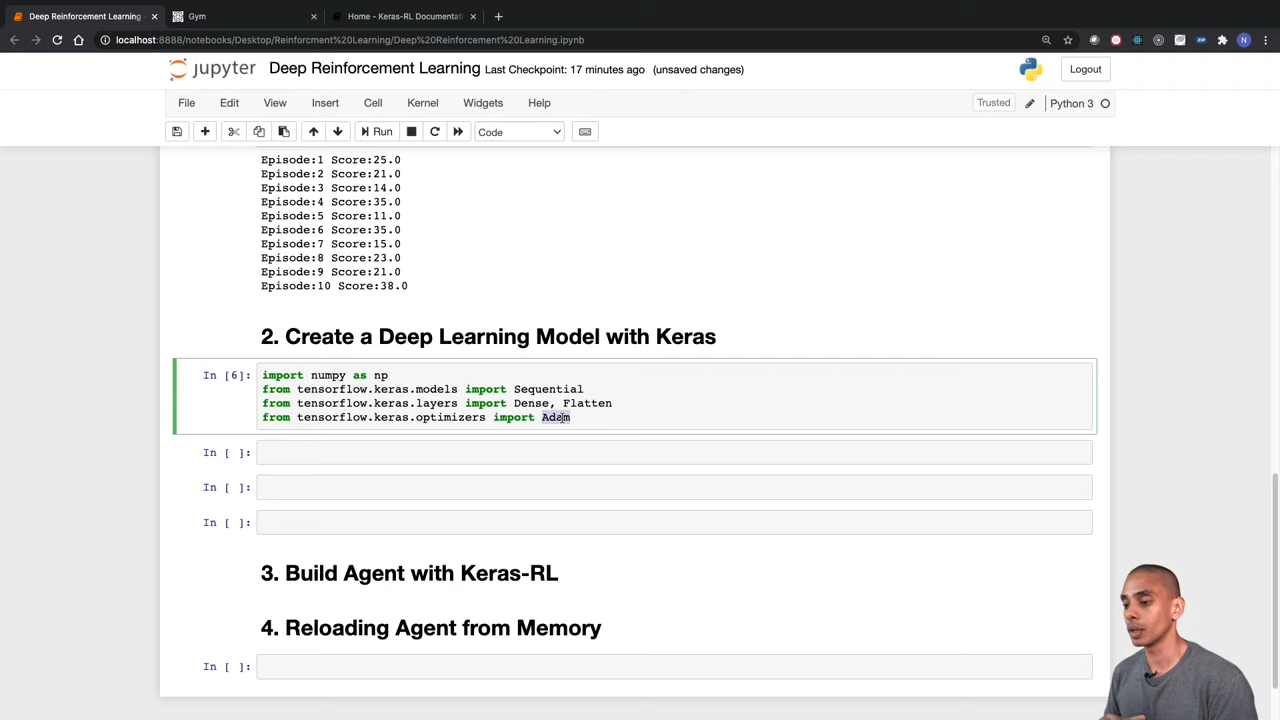 Deep Reinforcement Learning
Gym
Home - Keras-RL Documentati
localhost:8888/notebooks/Desktop/Reinforcment%20Learning/Deep%20Reinforcement%20Learning.ipynb
jupyter Deep Reinforcement Learning Last Checkpoint: 17 minutes ago (unsaved changes)
Logout
File Edit View Insert Cell Kernel Widgets Help
Trusted Python 3
Run Code
Episode:1 Score:25.0
Episode:2 Score:21.0
Episode:3 Score:14.0
Episode:4 Score:35.0
Episode:5 Score:11.0
Episode:6 Score:35.0
Episode:7 Score:15.0
Episode:8 Score:23.0
Episode:9 Score:21.0
Episode:10 Score:38.0
2. Create a Deep Learning Model with Keras
In [6]: import numpy as np
from tensorflow.keras.models import Sequential
from tensorflow.keras.layers import Dense, Flatten
from tensorflow.keras.optimizers import Adam
In [ ]:
In [ ]:
In [ ]:
3. Build Agent with Keras-RL
4. Reloading Agent from Memory
In [ ]: